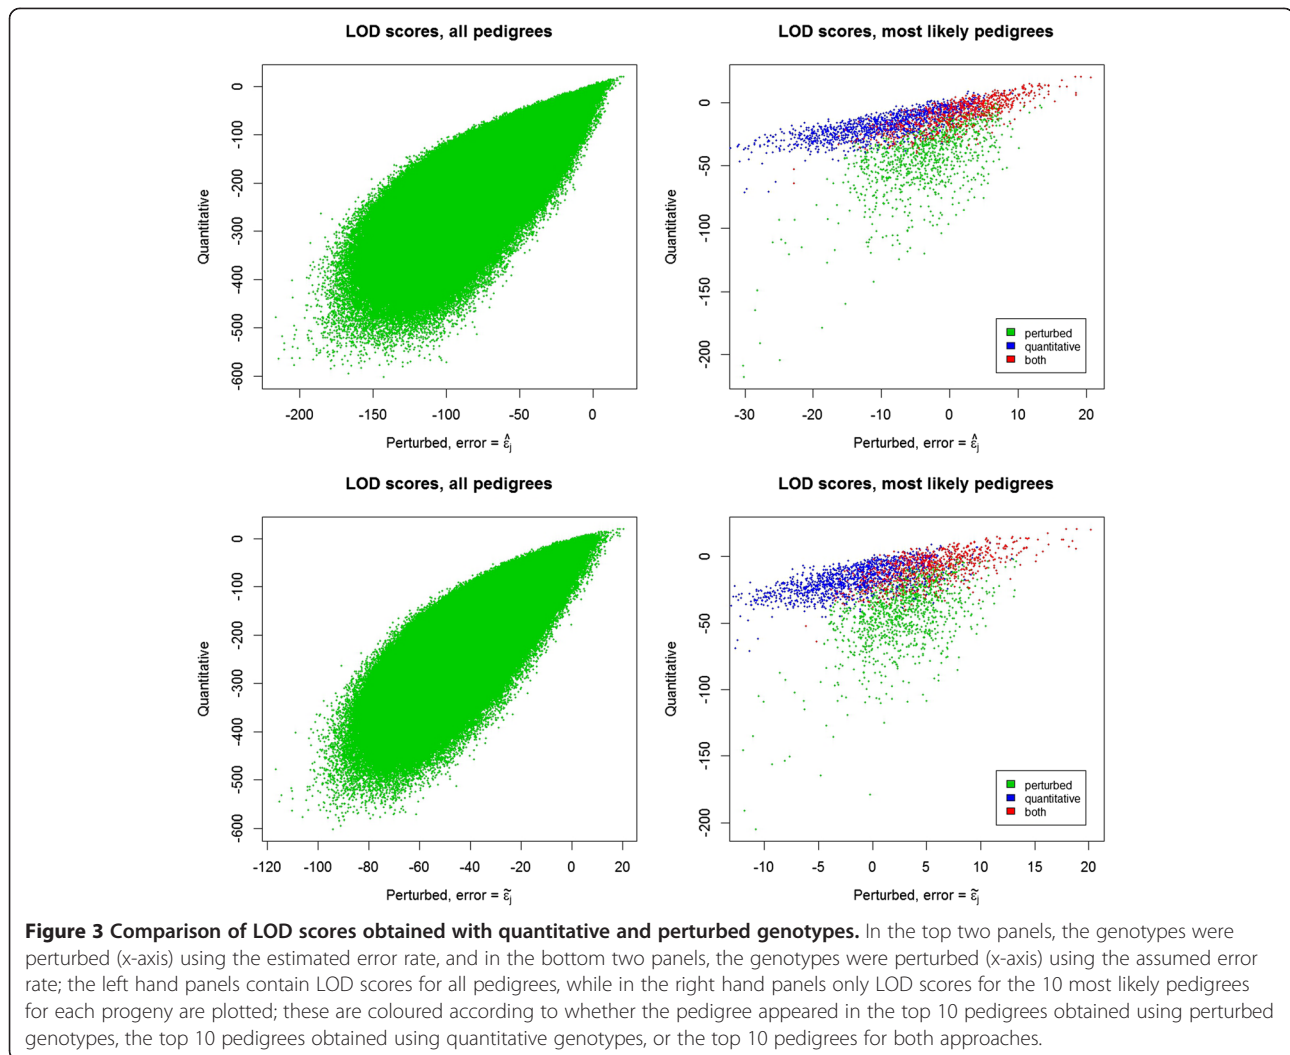 LOD scores, all pedigrees
Quantitative
0
-100
-200
-300
-400
-500
-600
-200 -150 -100 -50 0
Perturbed, error = ε̂j
LOD scores, most likely pedigrees
Quantitative
0
-50
-100
-150
-200
perturbed
quantitative
both
-30 -20 -10 0 10 20
Perturbed, error = ε̂j
LOD scores, all pedigrees
Quantitative
0
-100
-200
-300
-400
-500
-600
-120 -100 -80 -60 -40 -20 0 20
Perturbed, error = ε̃j
LOD scores, most likely pedigrees
0
-50
-100
-150
-200
perturbed
quantitative
both
-10 -5 0 5 10 15 20
Quantitative
Perturbed, error = ε̃j
Figure 3 Comparison of LOD scores obtained with quantitative and perturbed genotypes. In the top two panels, the genotypes were
perturbed (x-axis) using the estimated error rate, and in the bottom two panels, the genotypes were perturbed (x-axis) using the assumed error
rate; the left hand panels contain LOD scores for all pedigrees, while in the right hand panels only LOD scores for the 10 most likely pedigrees
for each progeny are plotted; these are coloured according to whether the pedigree appeared in the top 10 pedigrees obtained using perturbed
genotypes, the top 10 pedigrees obtained using quantitative genotypes, or the top 10 pedigrees for both approaches.